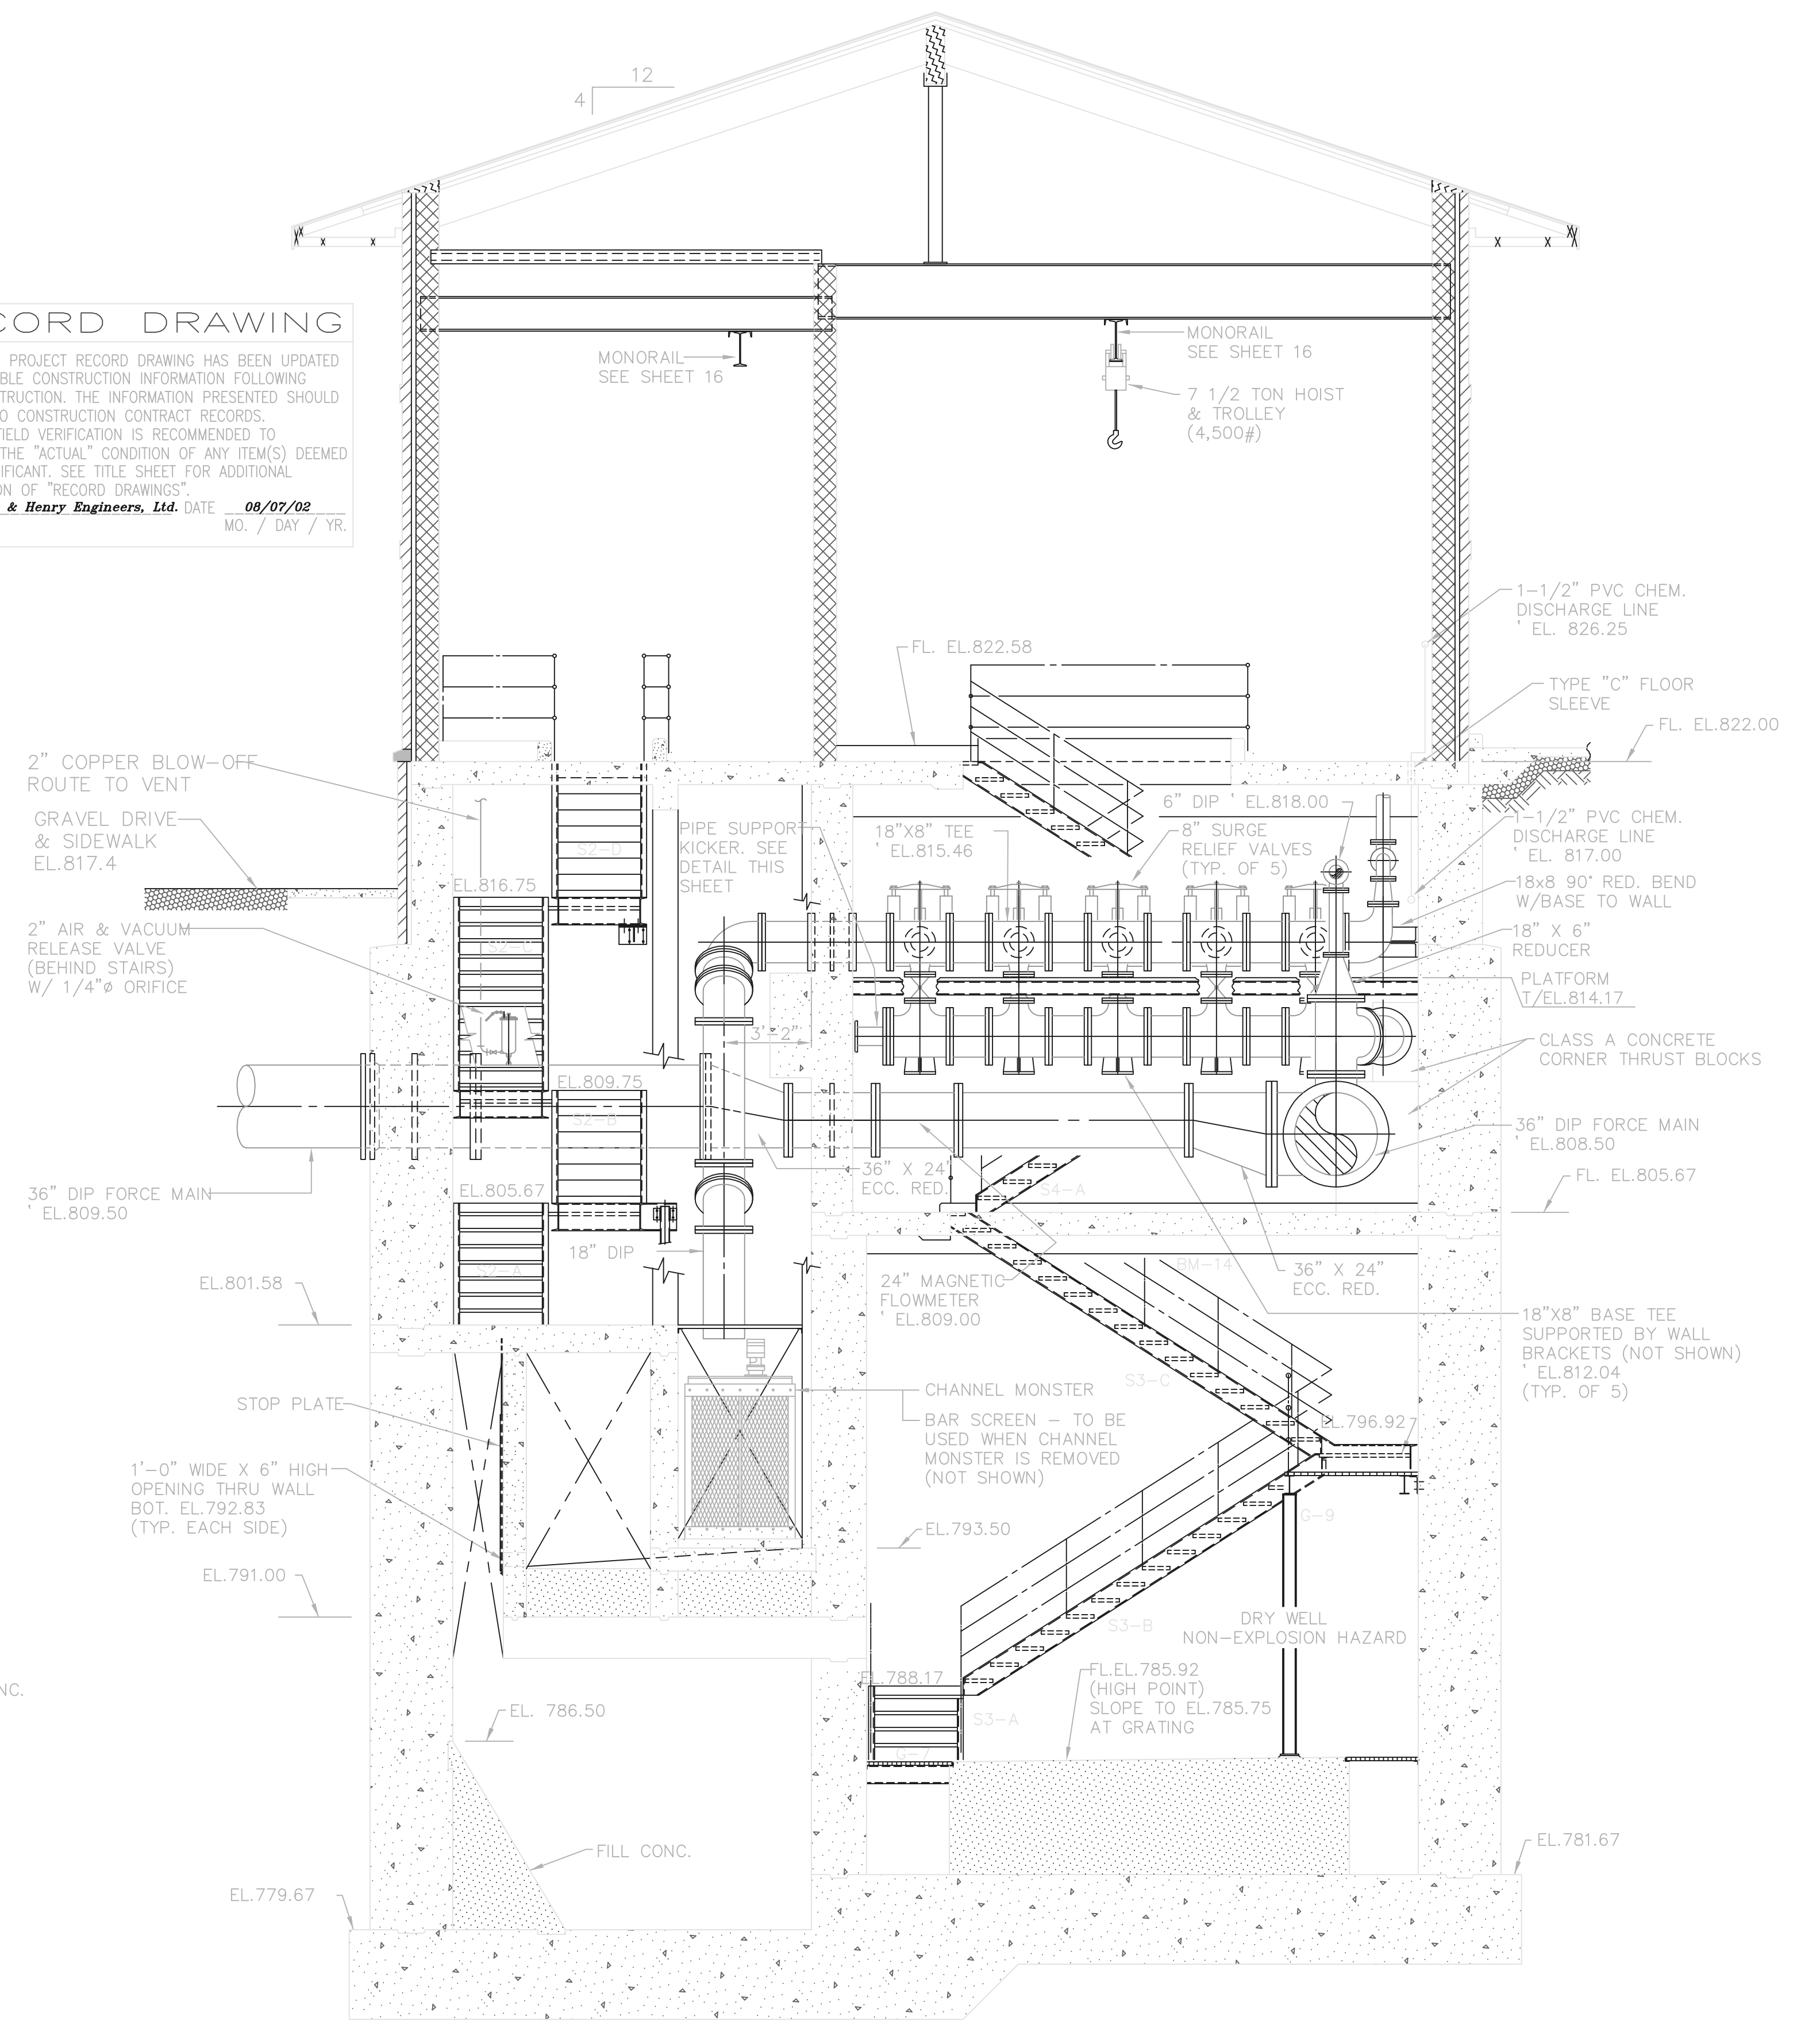 12
4
CORD DRAWING
PROJECT RECORD DRAWING HAS BEEN UPDATED
BLE CONSTRUCTION INFORMATION FOLLOWING
TRUCTION. THE INFORMATION PRESENTED SHOULD
O CONSTRUCTION CONTRACT RECORDS.
FIELD VERIFICATION IS RECOMMENDED TO
THE "ACTUAL" CONDITION OF ANY ITEM(S) DEEMED
IFICANT. SEE TITLE SHEET FOR ADDITIONAL
ON OF "RECORD DRAWINGS".
& Henry Engineers, Ltd. DATE 08/07/02
MO. / DAY / YR.
MONORAIL
SEE SHEET 16
MONORAIL
SEE SHEET 16
7 1/2 TON HOIST
& TROLLEY
(4,500#)
1-1/2" PVC CHEM.
DISCHARGE LINE
' EL. 826.25
FL. EL.822.58
TYPE "C" FLOOR
SLEEVE
FL. EL.822.00
2" COPPER BLOW-OFF
ROUTE TO VENT
GRAVEL DRIVE
& SIDEWALK
EL.817.4
2" AIR & VACUUM
RELEASE VALVE
(BEHIND STAIRS)
W/ 1/4"ø ORIFICE
S2-D
EL.816.75
S2-C
PIPE SUPPORT
KICKER. SEE
DETAIL THIS
SHEET
18"X8" TEE
' EL.815.46
6" DIP ' EL.818.00
8" SURGE
RELIEF VALVES
(TYP. OF 5)
1-1/2" PVC CHEM.
DISCHARGE LINE
' EL. 817.00
18x8 90° RED. BEND
W/BASE TO WALL
18" X 6"
REDUCER
PLATFORM
T/EL.814.17
3'-2"
CLASS A CONCRETE
CORNER THRUST BLOCKS
EL.809.75
S2-B
36" DIP FORCE MAIN
' EL.808.50
36" X 24"
ECC. RED.
S4-A
FL. EL.805.67
36" DIP FORCE MAIN
' EL.809.50
EL.805.67
18" DIP
S2-A
EL.801.58
24" MAGNETIC
FLOWMETER
' EL.809.00
BM-14
36" X 24"
ECC. RED.
18"X8" BASE TEE
SUPPORTED BY WALL
BRACKETS (NOT SHOWN)
' EL.812.04
(TYP. OF 5)
STOP PLATE
CHANNEL MONSTER
BAR SCREEN - TO BE
USED WHEN CHANNEL
MONSTER IS REMOVED
(NOT SHOWN)
S3-C
EL.796.92
1'-0" WIDE X 6" HIGH
OPENING THRU WALL
BOT. EL.792.83
(TYP. EACH SIDE)
EL.793.50
G-9
EL.791.00
S3-B
DRY WELL
NON-EXPLOSION HAZARD
EL.788.17
FL.EL.785.92
(HIGH POINT)
SLOPE TO EL.785.75
AT GRATING
NC.
EL. 786.50
S3-A
G-7
FILL CONC.
EL.781.67
EL.779.67